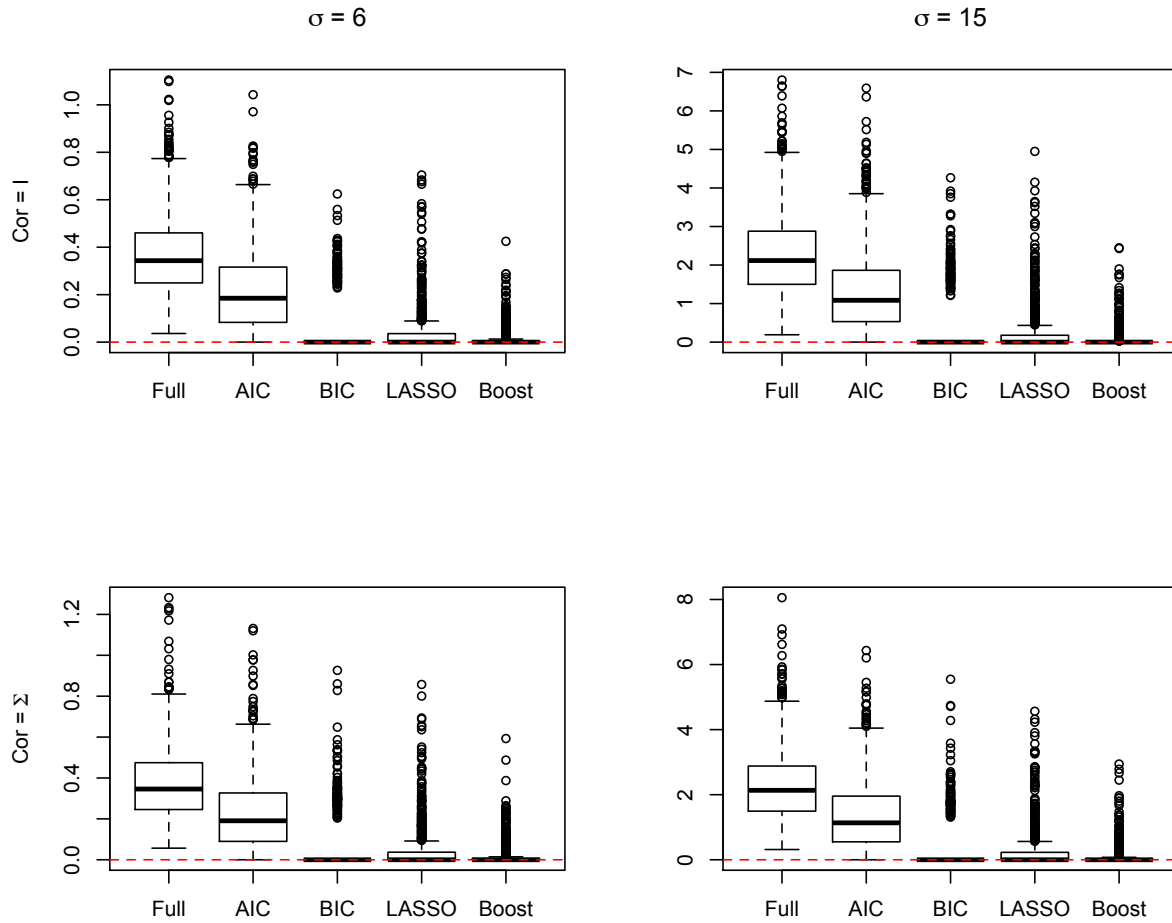 σ = 6
σ = 15
Cor = I
0.0 0.2 0.4 0.6 0.8 1.0
Full AIC BIC LASSO Boost
0 1 2 3 4 5 6 7
Full AIC BIC LASSO Boost
Cor = Σ
0.0 0.4 0.8 1.2
Full AIC BIC LASSO Boost
0 2 4 6 8
Full AIC BIC LASSO Boost